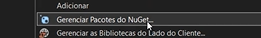 Adicionar
Gerenciar Pacotes do NuGet...
Gerenciar as Bibliotecas do Lado do Cliente...